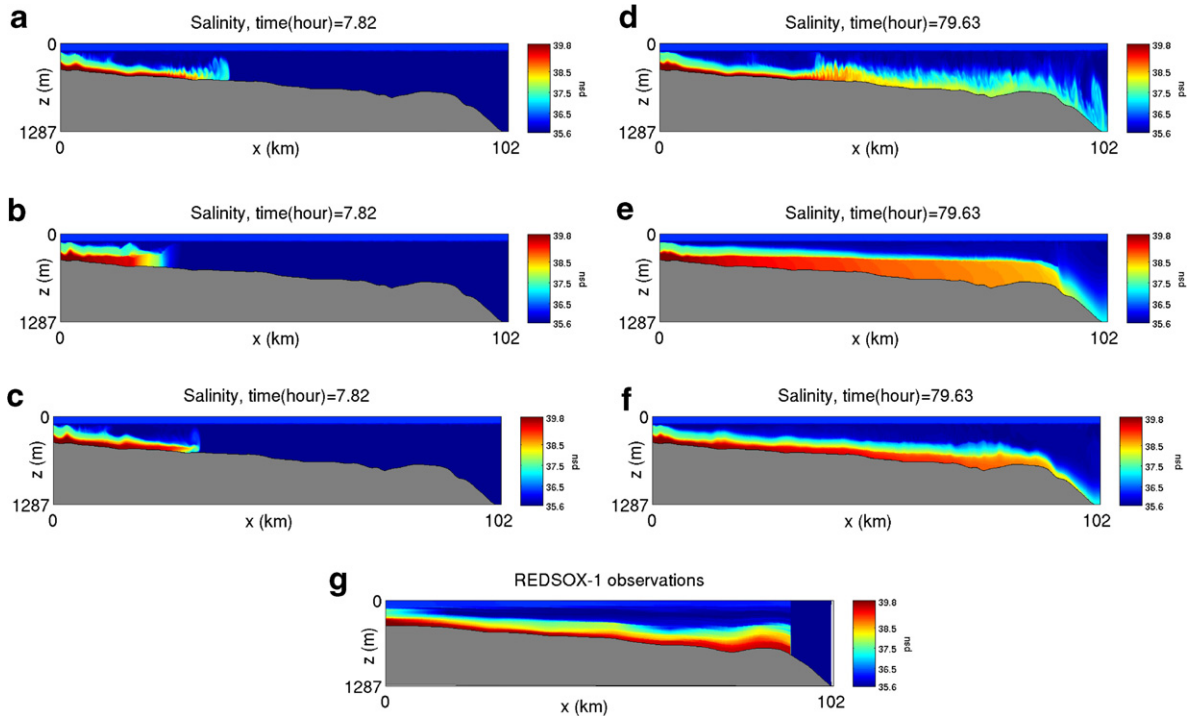 a
Salinity, time(hour)=7.82
0
z (m)
1287
0
x (km)
102
39.8
38.5
37.5
36.5
35.6
psd
d
Salinity, time(hour)=79.63
0
z (m)
1287
0
x (km)
102
39.8
38.5
37.5
36.5
35.6
psd
b
Salinity, time(hour)=7.82
0
z (m)
1287
0
x (km)
102
39.8
38.5
37.5
36.5
35.6
psd
e
Salinity, time(hour)=79.63
0
z (m)
1287
0
x (km)
102
39.8
38.5
37.5
36.5
35.6
psd
c
Salinity, time(hour)=7.82
0
z (m)
1287
0
x (km)
102
39.8
38.5
37.5
36.5
35.6
psd
f
Salinity, time(hour)=79.63
0
z (m)
1287
0
x (km)
102
39.8
38.5
37.5
36.5
35.6
psd
g
REDSOX-1 observations
0
z (m)
1287
0
x (km)
102
39.8
38.5
37.5
36.5
35.6
psd